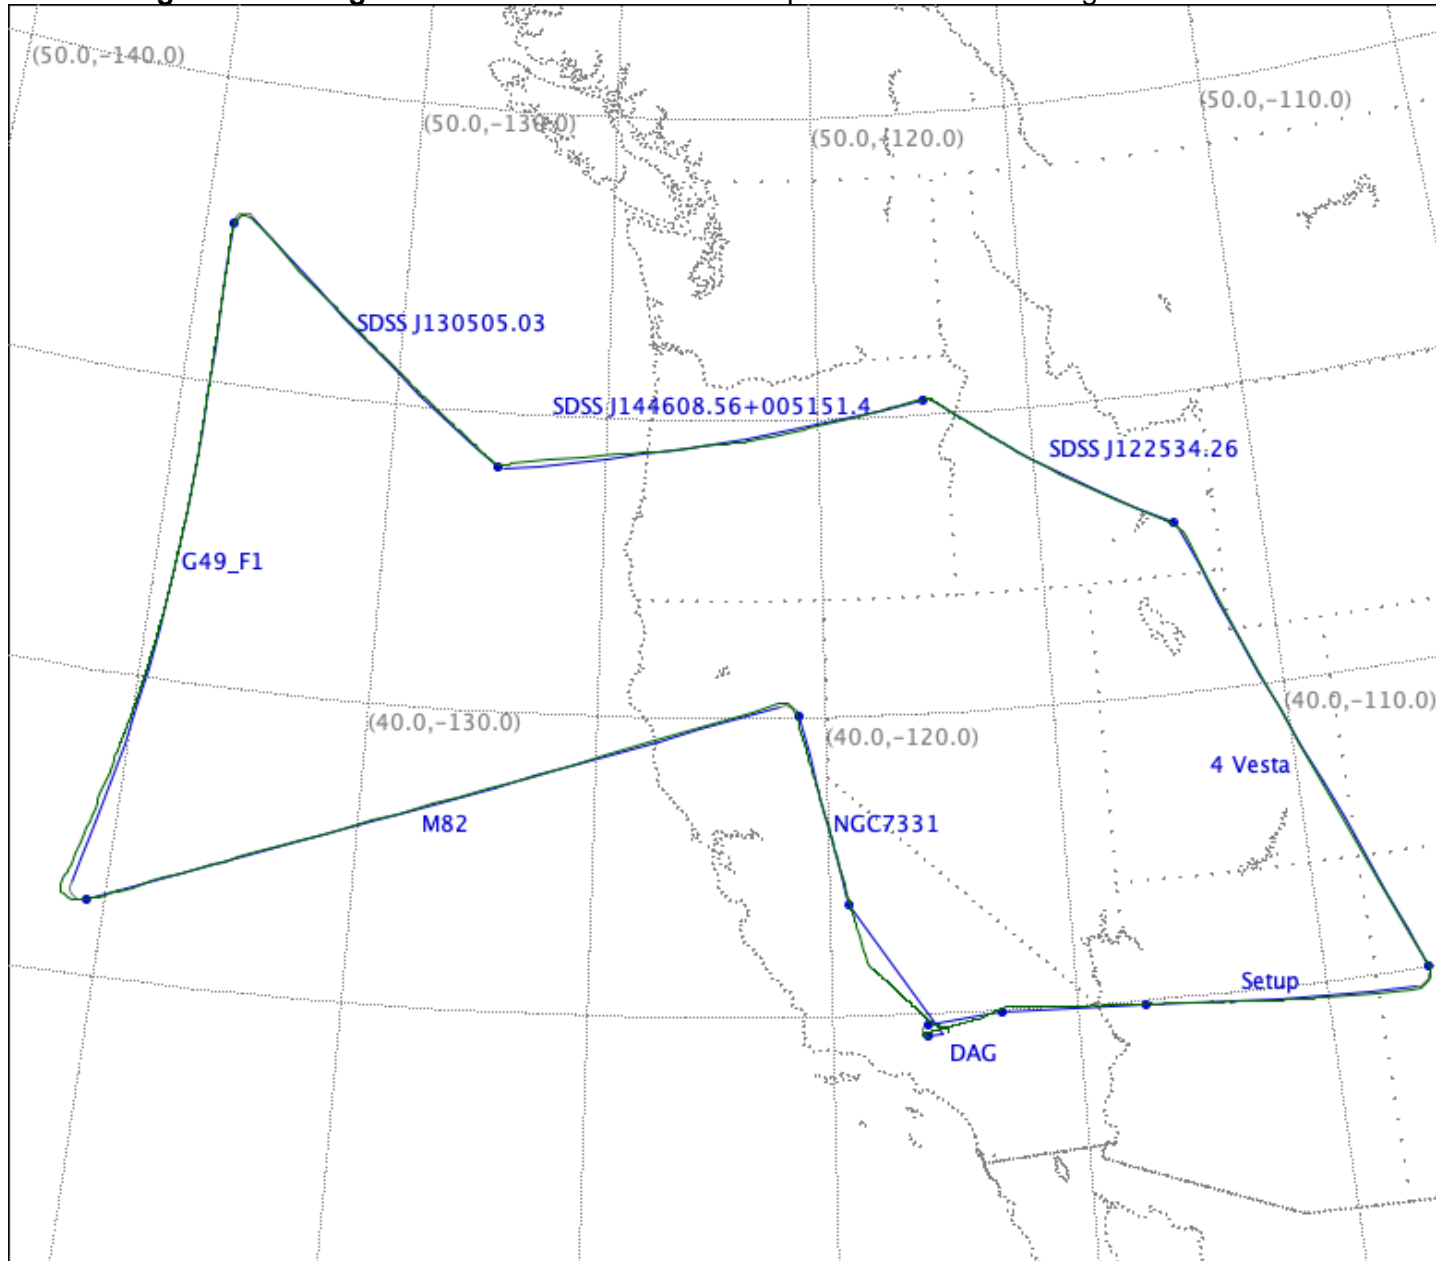 (50.0,-140.0)
(50.0,-110.0)
(50.0,-130.0)
(50.0,-120.0)
SDSS J130505.03
SDSS J144608.56+005151.4
SDSS J122534.26
G49_F1
(40.0,-110.0)
(40.0,-130.0)
(40.0,-120.0)
4 Vesta
M82
NGC7331
Setup
DAG